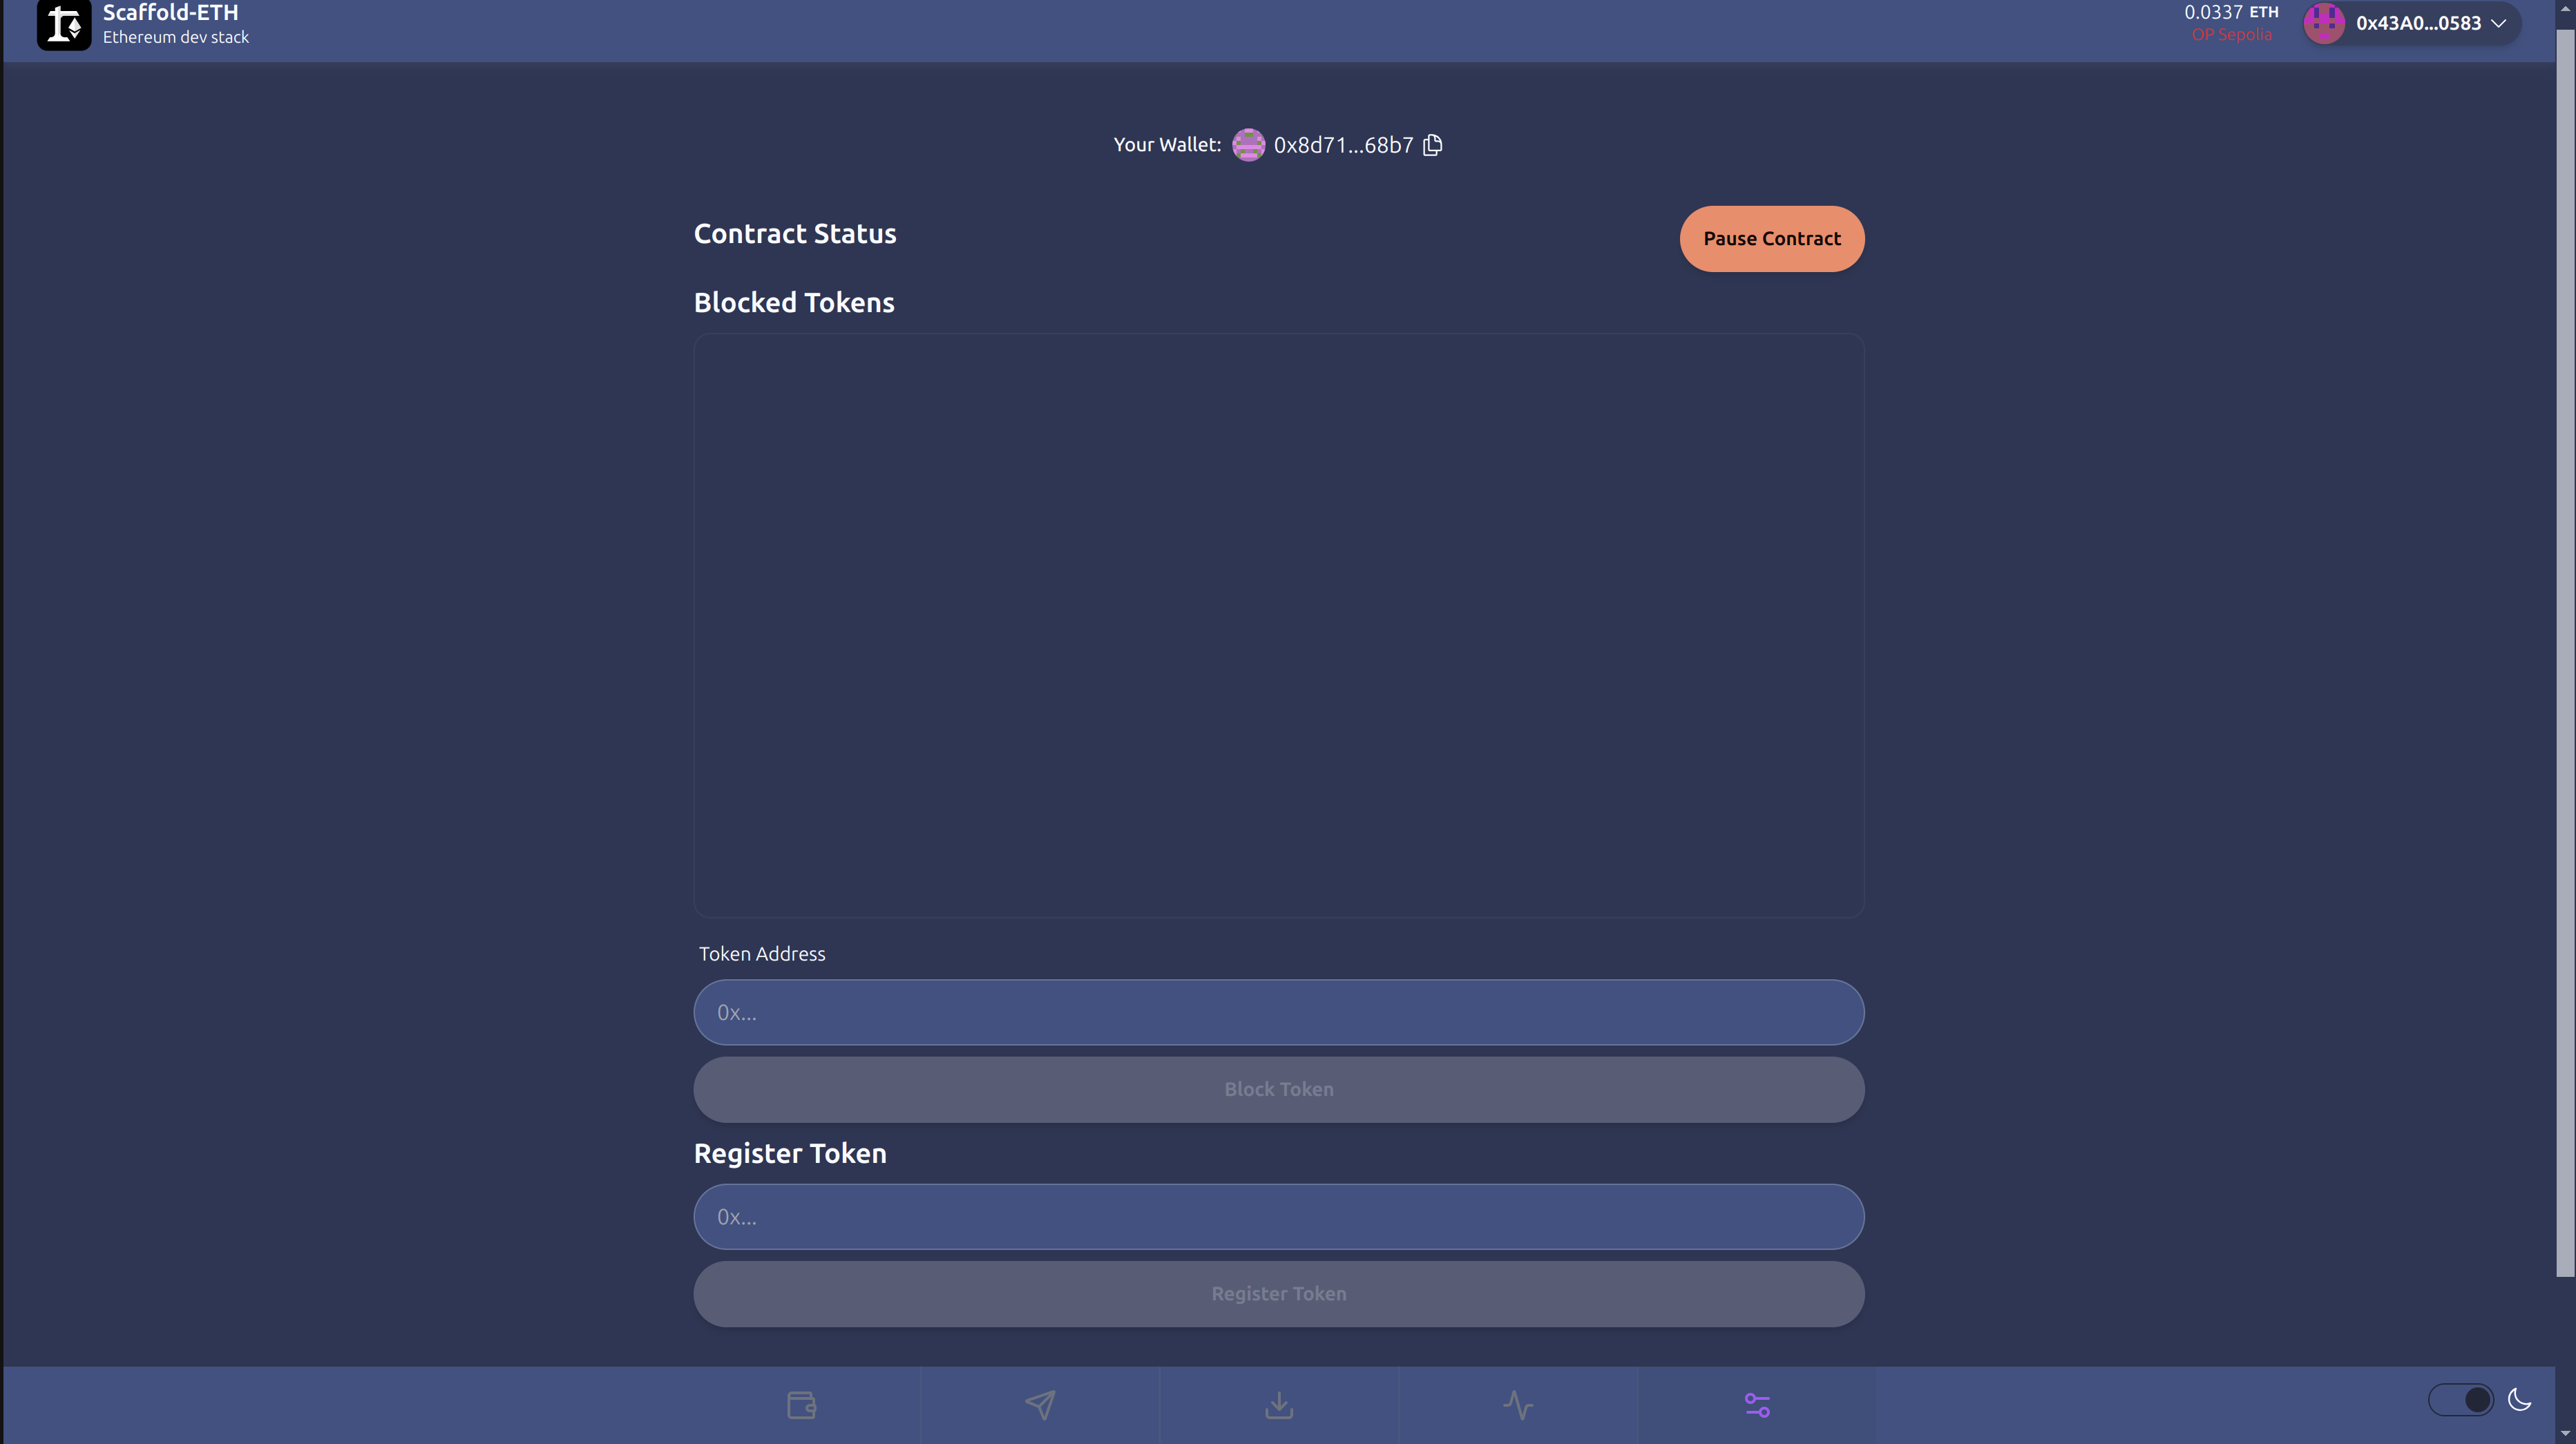 Scaffold-ETH
Ethereum dev stack
0.0337 ETH
OP Sepolia
0x43A0...0583
Your Wallet: 0x8d71...68b7
Contract Status
Pause Contract
Blocked Tokens
Token Address
0x...
Block Token
Register Token
0x...
Register Token